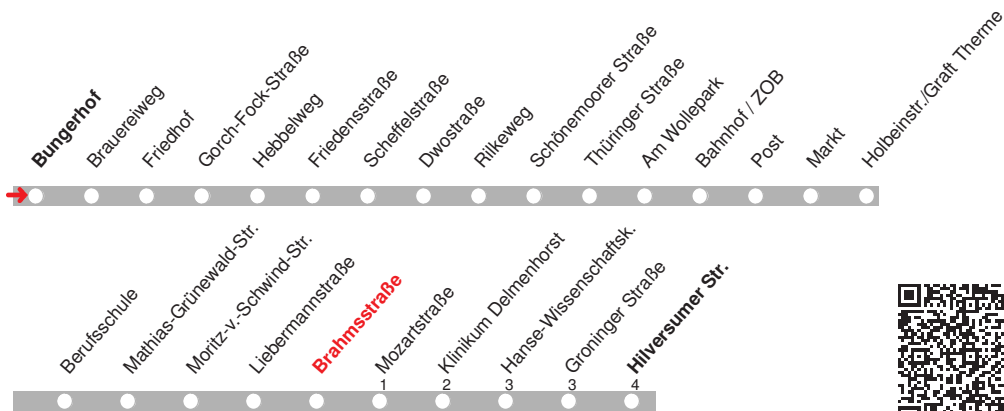 Bungerhof
Brauereiweg
Friedhof
Gorch-Fock-Straße
Hebbelweg
Friedensstraße
Scheffelstraße
Dwostraße
Rilkeweg
Schönemoorer Straße
Thüringer Straße
Am Wollepark
Bahnhof / ZOB
Post
Markt
Holbeinstr./Graft Therme
Berufsschule
Mathias-Grünewald-Str.
Moritz-v.-Schwind-Str.
Liebermannstraße
Brahmsstraße
Mozartstraße
Klinikum Delmenhorst
Hanse-Wissenschaftsk.
Groninger Straße
Hilversumer Str.
1 2 3 3 4